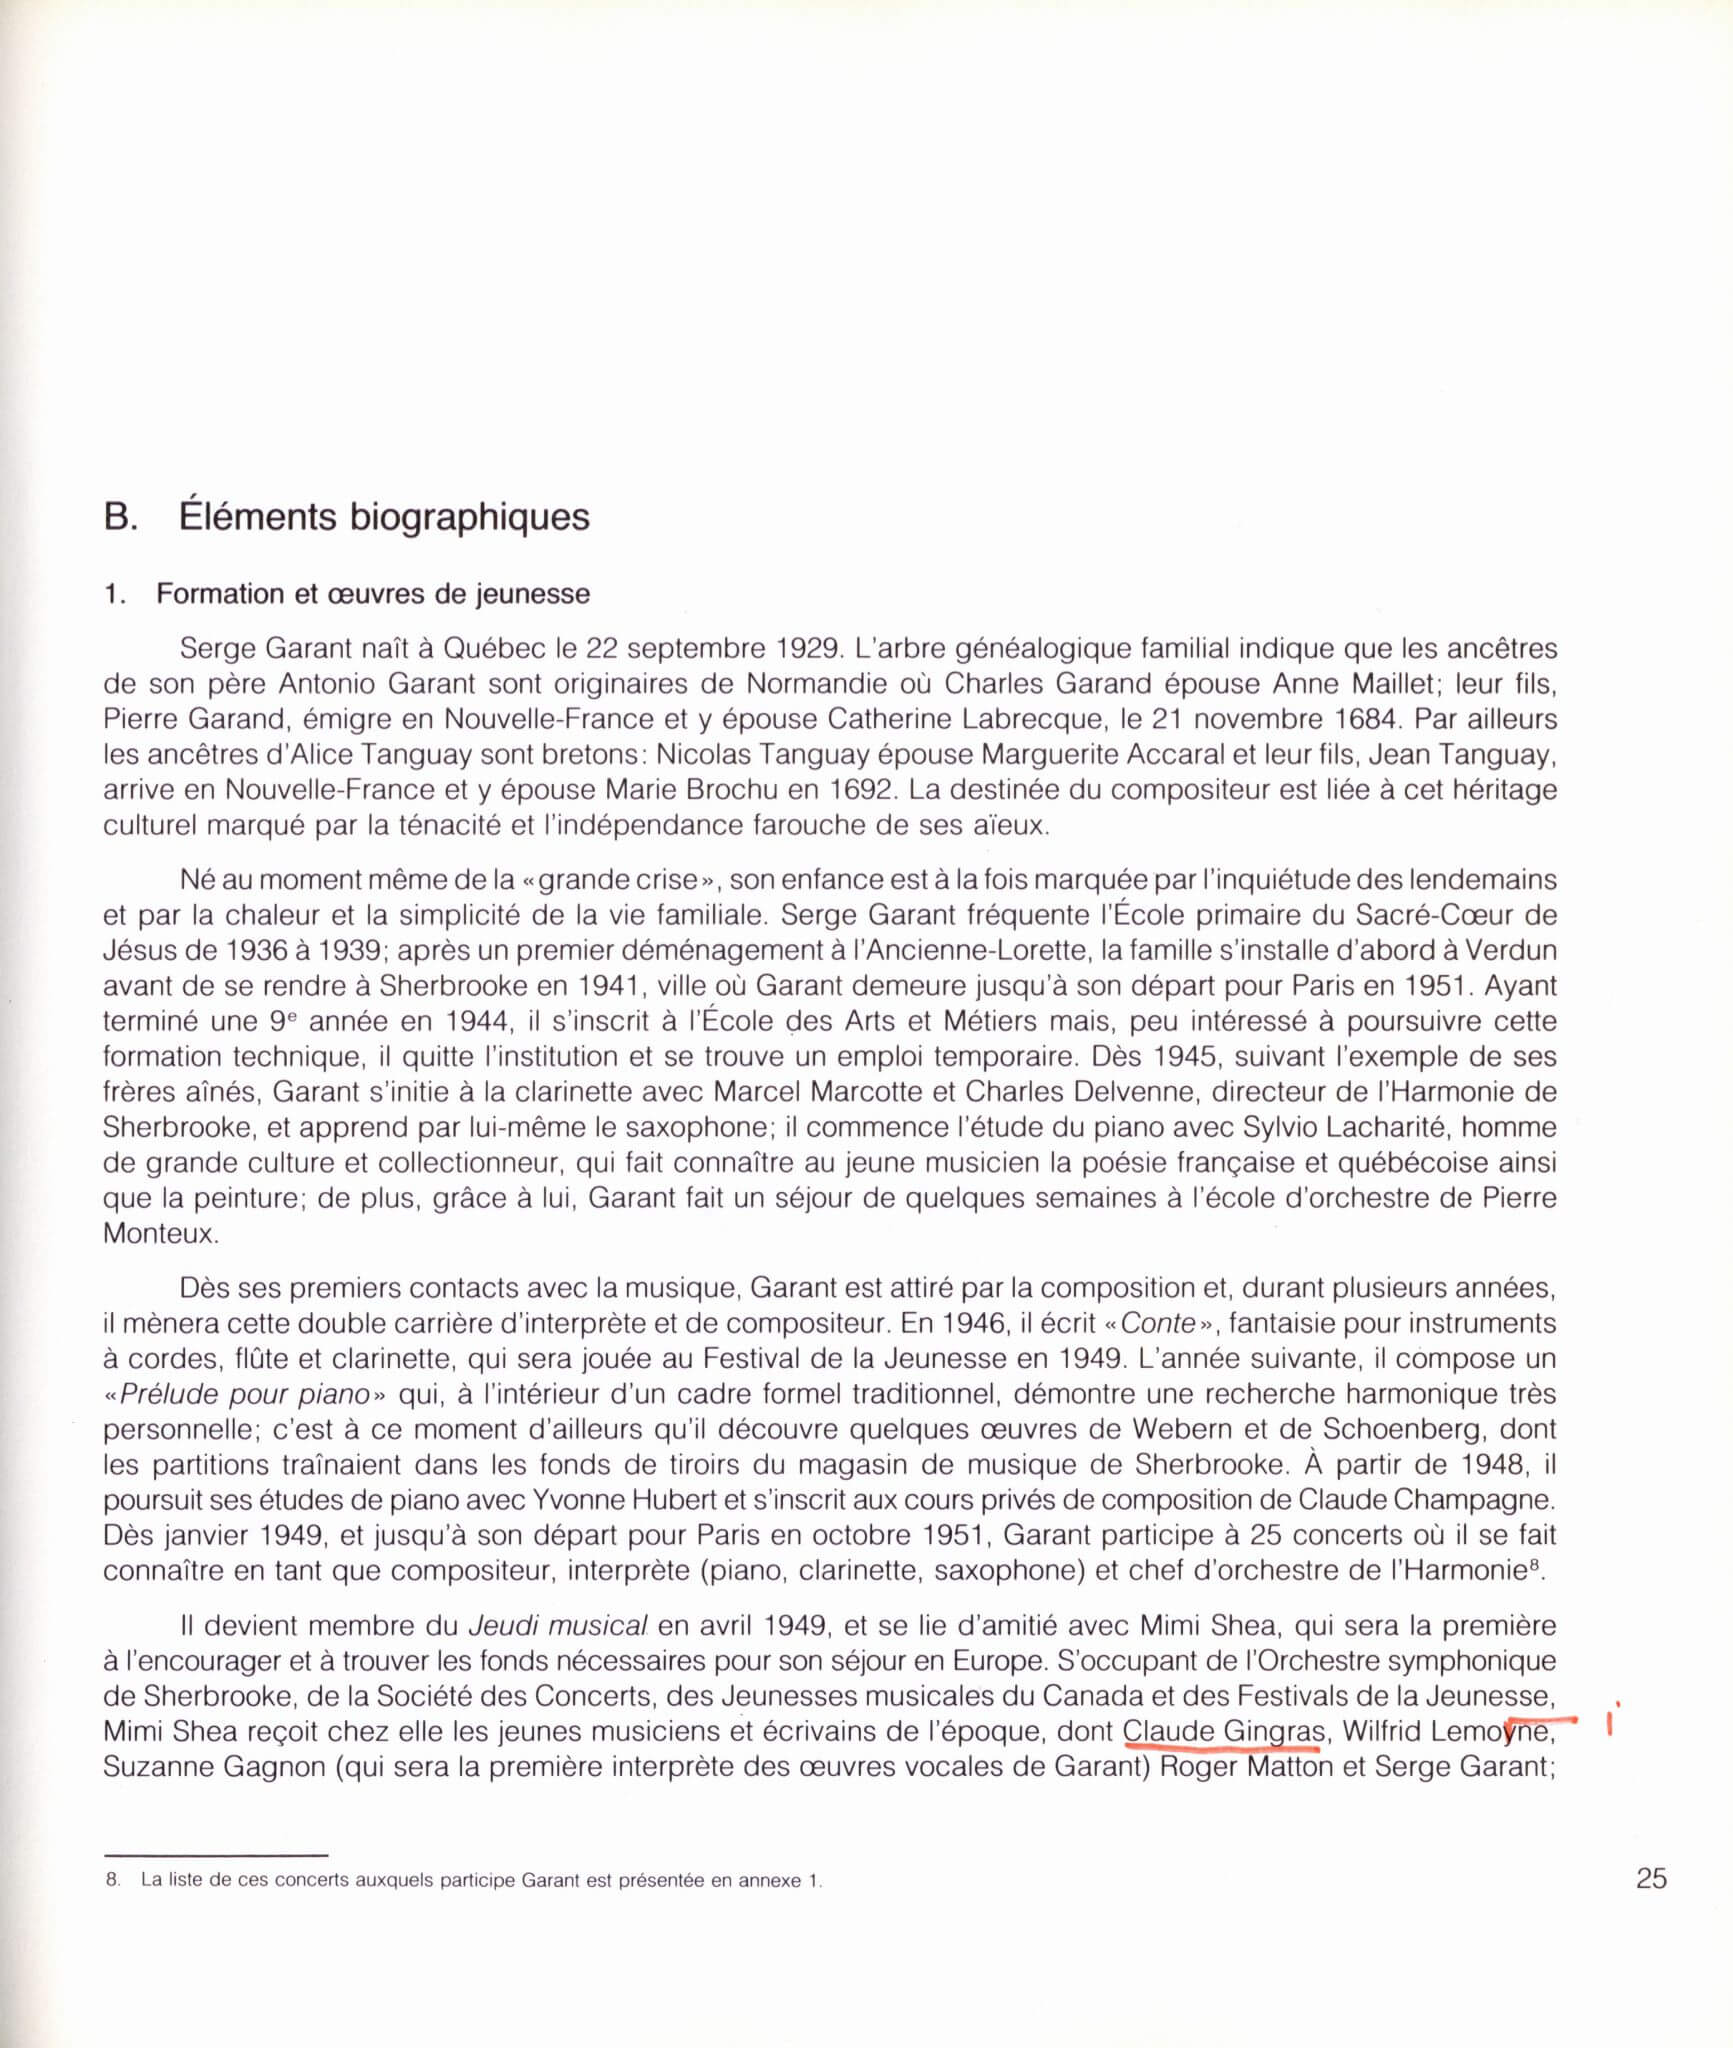 B. Éléments biographiques
1. Formation et œuvres de jeunesse
Serge Garant naît à Québec le 22 septembre 1929. L'arbre généalogique familial indique que les ancêtres
de son père Antonio Garant sont originaires de Normandie où Charles Garand épouse Anne Maillet; leur fils,
Pierre Garand, émigre en Nouvelle-France et y épouse Catherine Labrecque, le 21 novembre 1684. Par ailleurs
les ancêtres d'Alice Tanguay sont bretons: Nicolas Tanguay épouse Marguerite Accaral et leur fils, Jean Tanguay,
arrive en Nouvelle-France et y épouse Marie Brochu en 1692. La destinée du compositeur est liée à cet héritage
culturel marqué par la ténacité et l'indépendance farouche de ses aïeux.
Né au moment même de la «grande crise», son enfance est à la fois marquée par l'inquiétude des lendemains
et par la chaleur et la simplicité de la vie familiale. Serge Garant fréquente l'École primaire du Sacré-Cœur de
Jésus de 1936 à 1939; après un premier déménagement à l'Ancienne-Lorette, la famille s'installe d'abord à Verdun
avant de se rendre à Sherbrooke en 1941, ville où Garant demeure jusqu'à son départ pour Paris en 1951. Ayant
terminé une 9e année en 1944, il s'inscrit à l'École des Arts et Métiers mais, peu intéressé à poursuivre cette
formation technique, il quitte l'institution et se trouve un emploi temporaire. Dès 1945, suivant l'exemple de ses
frères aînés, Garant s'initie à la clarinette avec Marcel Marcotte et Charles Delvenne, directeur de l'Harmonie de
Sherbrooke, et apprend par lui-même le saxophone; il commence l'étude du piano avec Sylvio Lacharité, homme
de grande culture et collectionneur, qui fait connaître au jeune musicien la poésie française et québécoise ainsi
que la peinture; de plus, grâce à lui, Garant fait un séjour de quelques semaines à l'école d'orchestre de Pierre
Monteux.
Dès ses premiers contacts avec la musique, Garant est attiré par la composition et, durant plusieurs années,
il mènera cette double carrière d'interprète et de compositeur. En 1946, il écrit «Conte», fantaisie pour instruments
à cordes, flûte et clarinette, qui sera jouée au Festival de la Jeunesse en 1949. L'année suivante, il compose un
«Prélude pour piano» qui, à l'intérieur d'un cadre formel traditionnel, démontre une recherche harmonique très
personnelle; c'est à ce moment d'ailleurs qu'il découvre quelques œuvres de Webern et de Schoenberg, dont
les partitions traînaient dans les fonds de tiroirs du magasin de musique de Sherbrooke. À partir de 1948, il
poursuit ses études de piano avec Yvonne Hubert et s'inscrit aux cours privés de composition de Claude Champagne.
Dès janvier 1949, et jusqu'à son départ pour Paris en octobre 1951, Garant participe à 25 concerts où il se fait
connaître en tant que compositeur, interprète (piano, clarinette, saxophone) et chef d'orchestre de l'Harmonie⁸.
Il devient membre du Jeudi musical en avril 1949, et se lie d'amitié avec Mimi Shea, qui sera la première
à l'encourager et à trouver les fonds nécessaires pour son séjour en Europe. S'occupant de l'Orchestre symphonique
de Sherbrooke, de la Société des Concerts, des Jeunesses musicales du Canada et des Festivals de la Jeunesse,
Mimi Shea reçoit chez elle les jeunes musiciens et écrivains de l'époque, dont Claude Gingras, Wilfrid Lemoyne, i
Suzanne Gagnon (qui sera la première interprète des œuvres vocales de Garant) Roger Matton et Serge Garant;
8. La liste de ces concerts auxquels participe Garant est présentée en annexe 1.
25